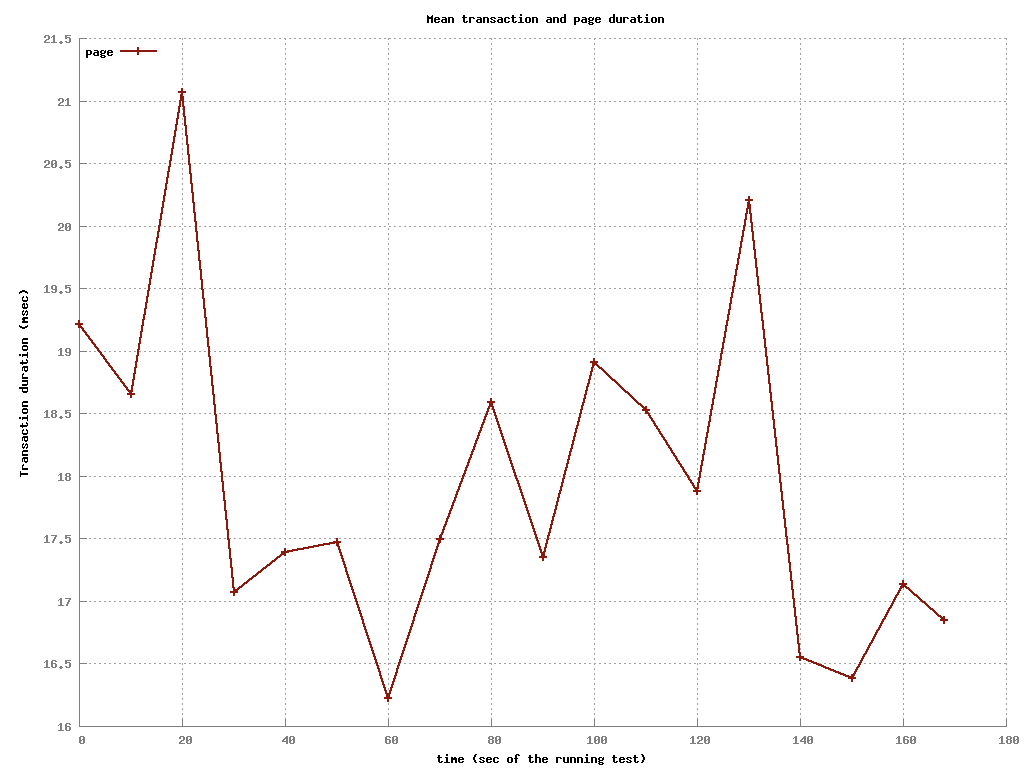 Mean transaction and page duration
21.5
page
21
20.5
20
19.5
19
18.5
18
17.5
17
16.5
16
Transaction duration (msec)
0 20 40 60 80 100 120 140 160 180
time (sec of the running test)